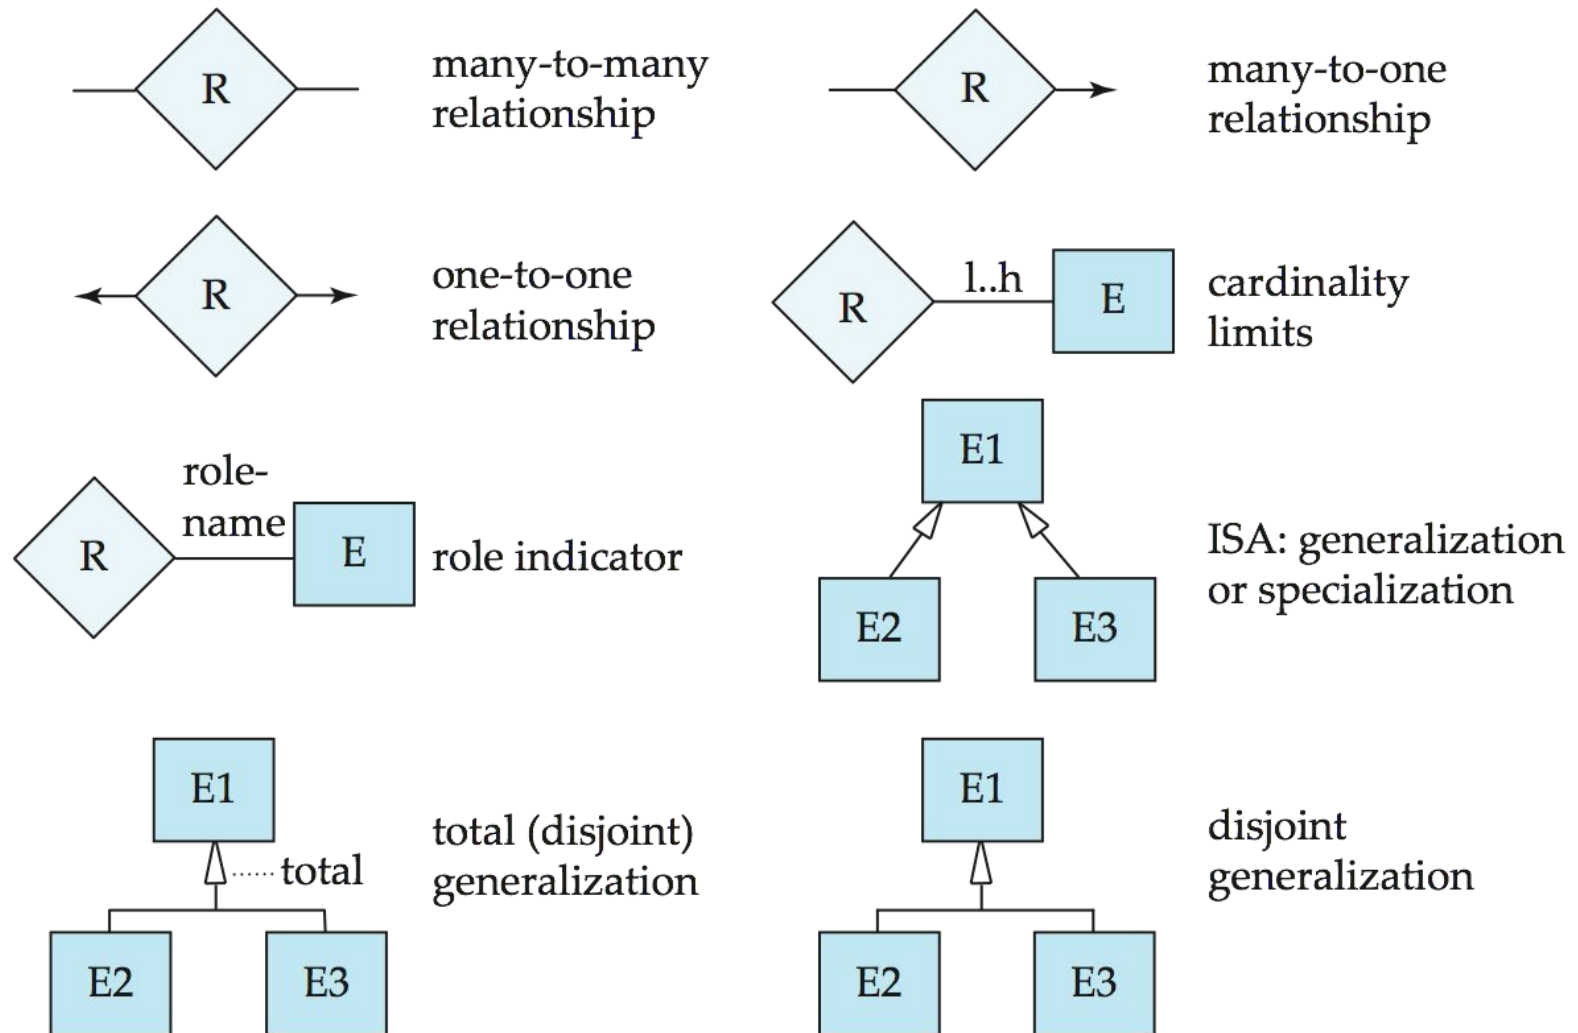 R
many-to-many
relationship
R
many-to-one
relationship
R
one-to-one
relationship
R
l..h
E
cardinality
limits
R
role-
name
E
role indicator
E1
E2
E3
ISA: generalization
or specialization
E1
total
E2
E3
total (disjoint)
generalization
E1
E2
E3
disjoint
generalization